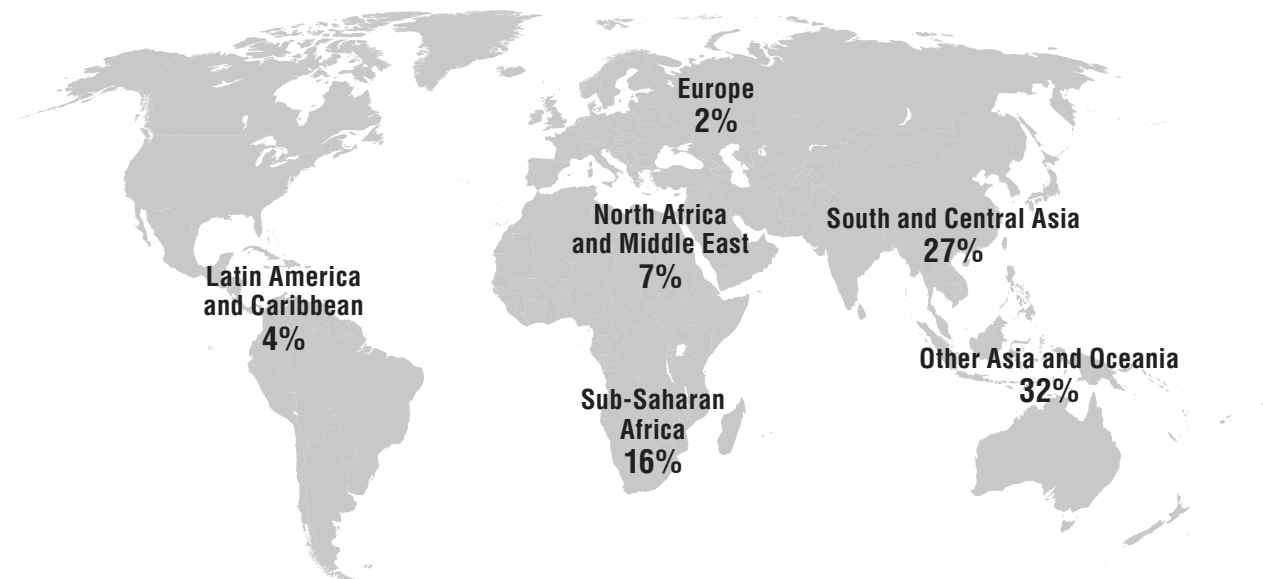 Europe
2%
North Africa
and Middle East
7%
South and Central Asia
27%
Latin America
and Caribbean
4%
Other Asia and Oceania
32%
Sub-Saharan
Africa
16%